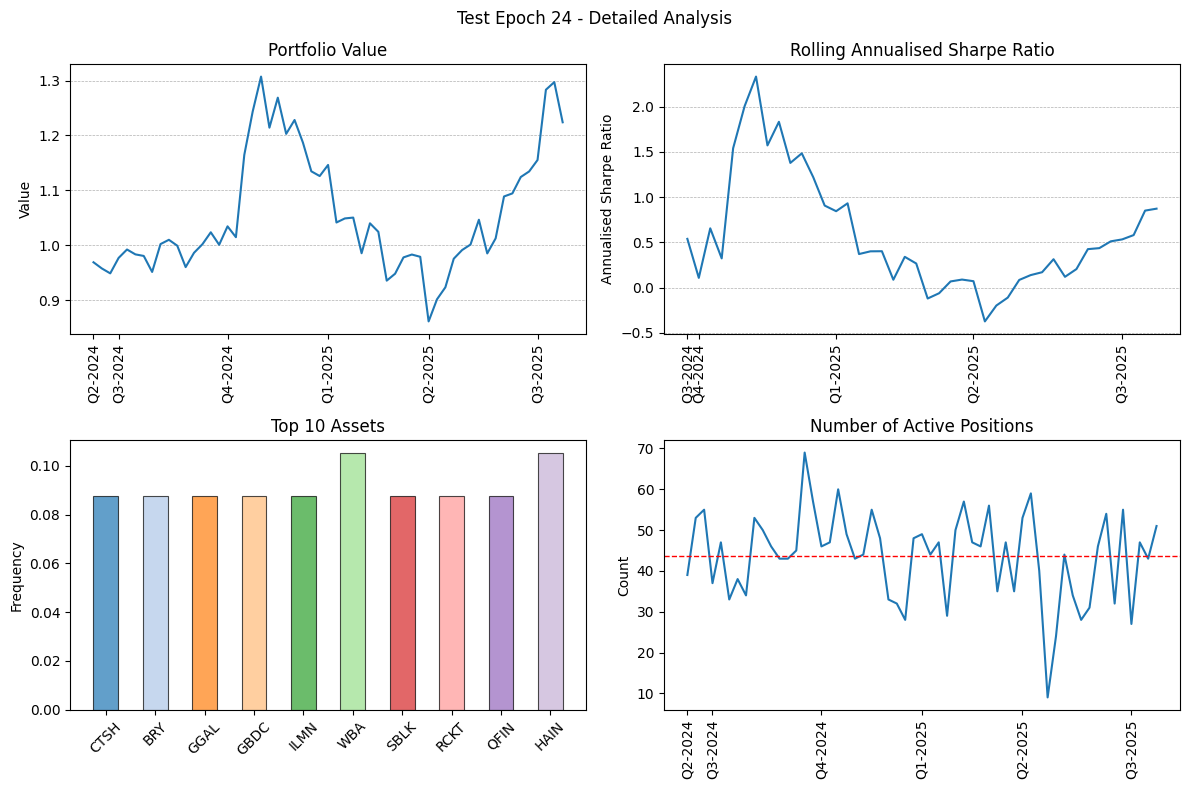 Test Epoch 24 - Detailed Analysis
Portfolio Value
Value
1.3
1.2
1.1
1.0
0.9
Q2-2024
Q3-2024
Q4-2024
Q1-2025
Q2-2025
Q3-2025
Rolling Annualised Sharpe Ratio
Annualised Sharpe Ratio
2.0
1.5
1.0
0.5
0.0
−0.5
Q3-2024
Q4-2024
Q1-2025
Q2-2025
Q3-2025
Top 10 Assets
Frequency
0.10
0.08
0.06
0.04
0.02
0.00
CTSH
BRY
GGAL
GBDC
ILMN
WBA
SBLK
RCKT
QFIN
HAIN
Number of Active Positions
Count
70
60
50
40
30
20
10
Q2-2024
Q3-2024
Q4-2024
Q1-2025
Q2-2025
Q3-2025